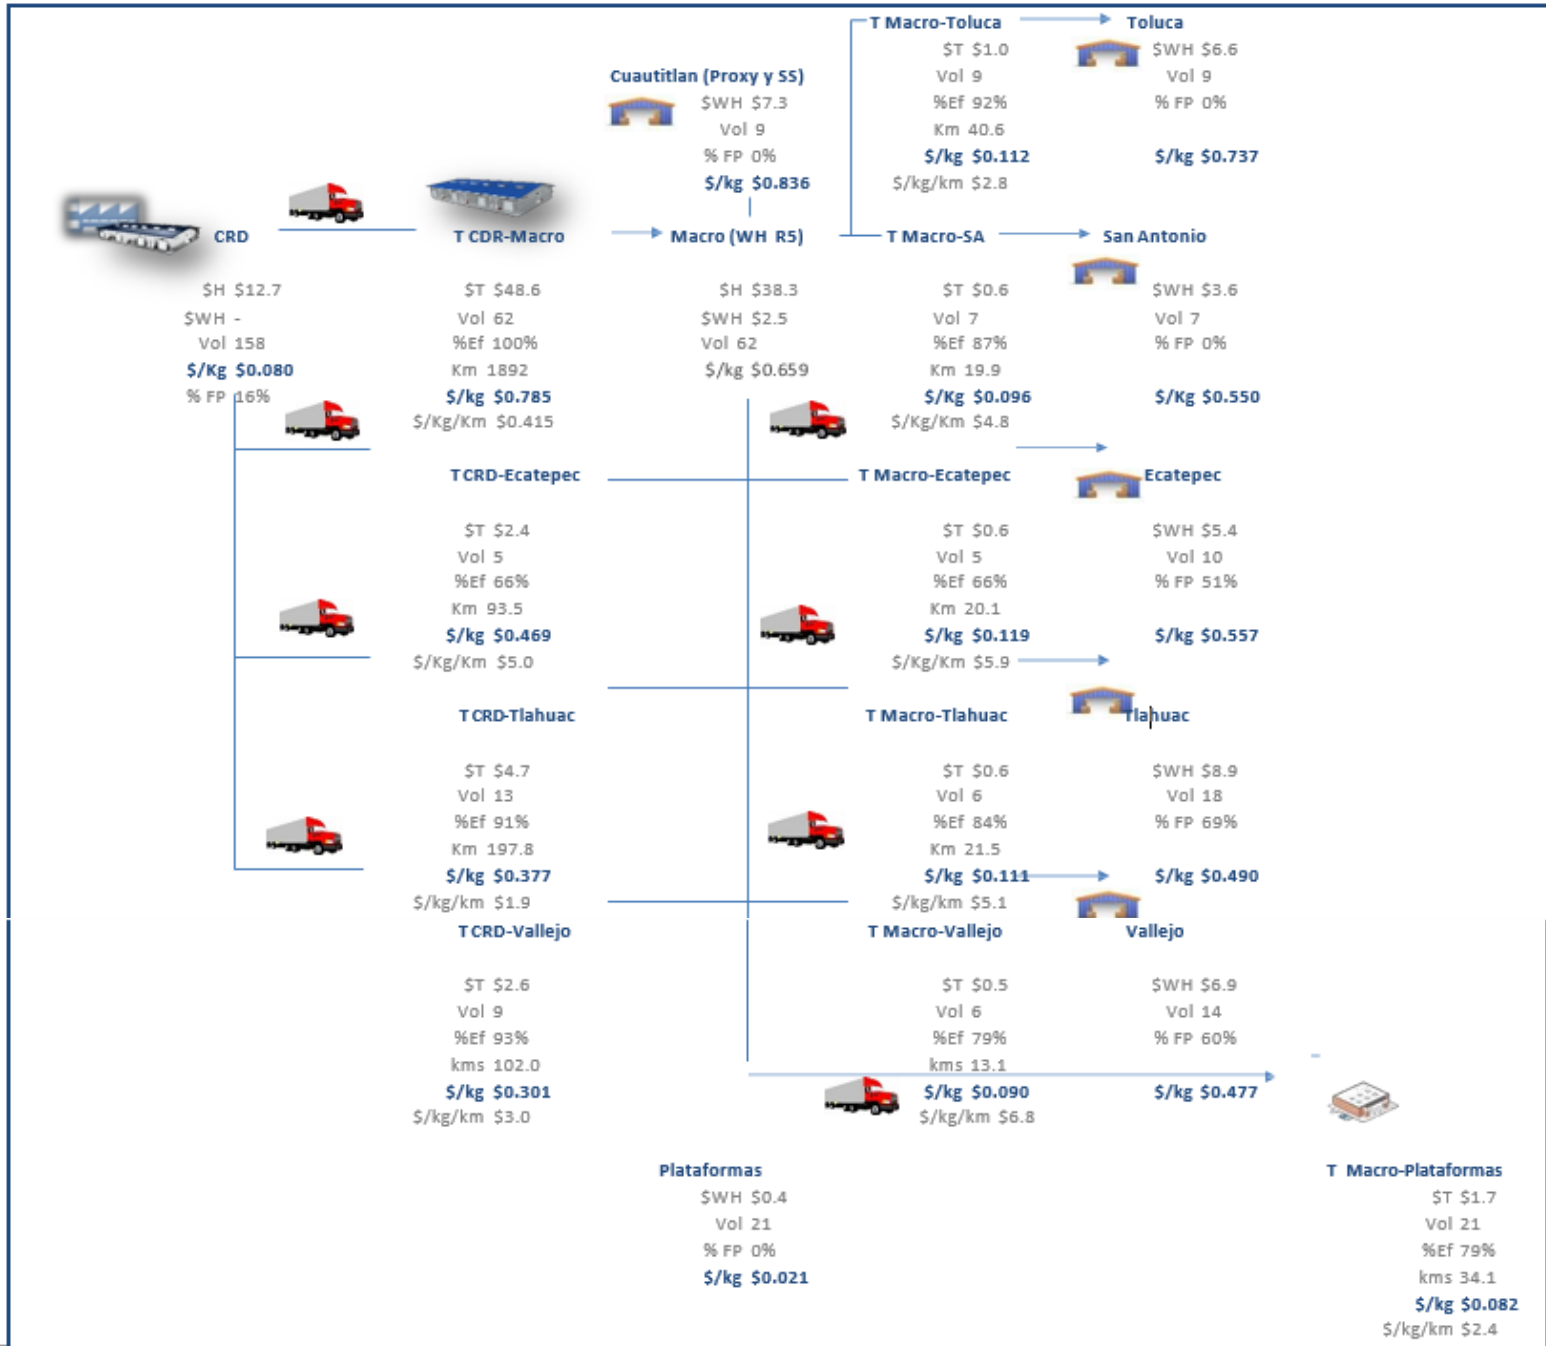 T Macro-Toluca
$T $1.0
Vol 9
%Ef 92%
Km 40.6
$/kg $0.112
$/kg/km $2.8
Toluca
$WH $6.6
Vol 9
% FP 0%
$/kg $0.737
Cuautitlan (Proxy y SS)
$WH $7.3
Vol 9
% FP 0%
$/kg $0.836
CRD
$H $12.7
$WH -
Vol 158
$/Kg $0.080
% FP 16%
T CDR-Macro
$T $48.6
Vol 62
%Ef 100%
Km 1892
$/kg $0.785
$/Kg/Km $0.415
Macro (WH R5)
$H $38.3
$WH $2.5
Vol 62
$/kg $0.659
T Macro-SA
$T $0.6
Vol 7
%Ef 87%
Km 19.9
$/Kg $0.096
$/Kg/Km $4.8
San Antonio
$WH $3.6
Vol 7
% FP 0%
$/Kg $0.550
T CRD-Ecatepec
$T $2.4
Vol 5
%Ef 66%
Km 93.5
$/kg $0.469
$/Kg/Km $5.0
T Macro-Ecatepec
$T $0.6
Vol 5
%Ef 66%
Km 20.1
$/kg $0.119
$/Kg/Km $5.9
Ecatepec
$WH $5.4
Vol 10
% FP 51%
$/kg $0.557
T CRD-Tlahuac
$T $4.7
Vol 13
%Ef 91%
Km 197.8
$/kg $0.377
$/kg/km $1.9
T Macro-Tlahuac
$T $0.6
Vol 6
%Ef 84%
Km 21.5
$/kg $0.111
$/kg/km $5.1
Tlahuac
$WH $8.9
Vol 18
% FP 69%
$/kg $0.490
T CRD-Vallejo
$T $2.6
Vol 9
%Ef 93%
kms 102.0
$/kg $0.301
$/kg/km $3.0
T Macro-Vallejo
$T $0.5
Vol 6
%Ef 79%
kms 13.1
$/kg $0.090
$/kg/km $6.8
Vallejo
$WH $6.9
Vol 14
% FP 60%
$/kg $0.477
Plataformas
$WH $0.4
Vol 21
% FP 0%
$/kg $0.021
T Macro-Plataformas
$T $1.7
Vol 21
%Ef 79%
kms 34.1
$/kg $0.082
$/kg/km $2.4